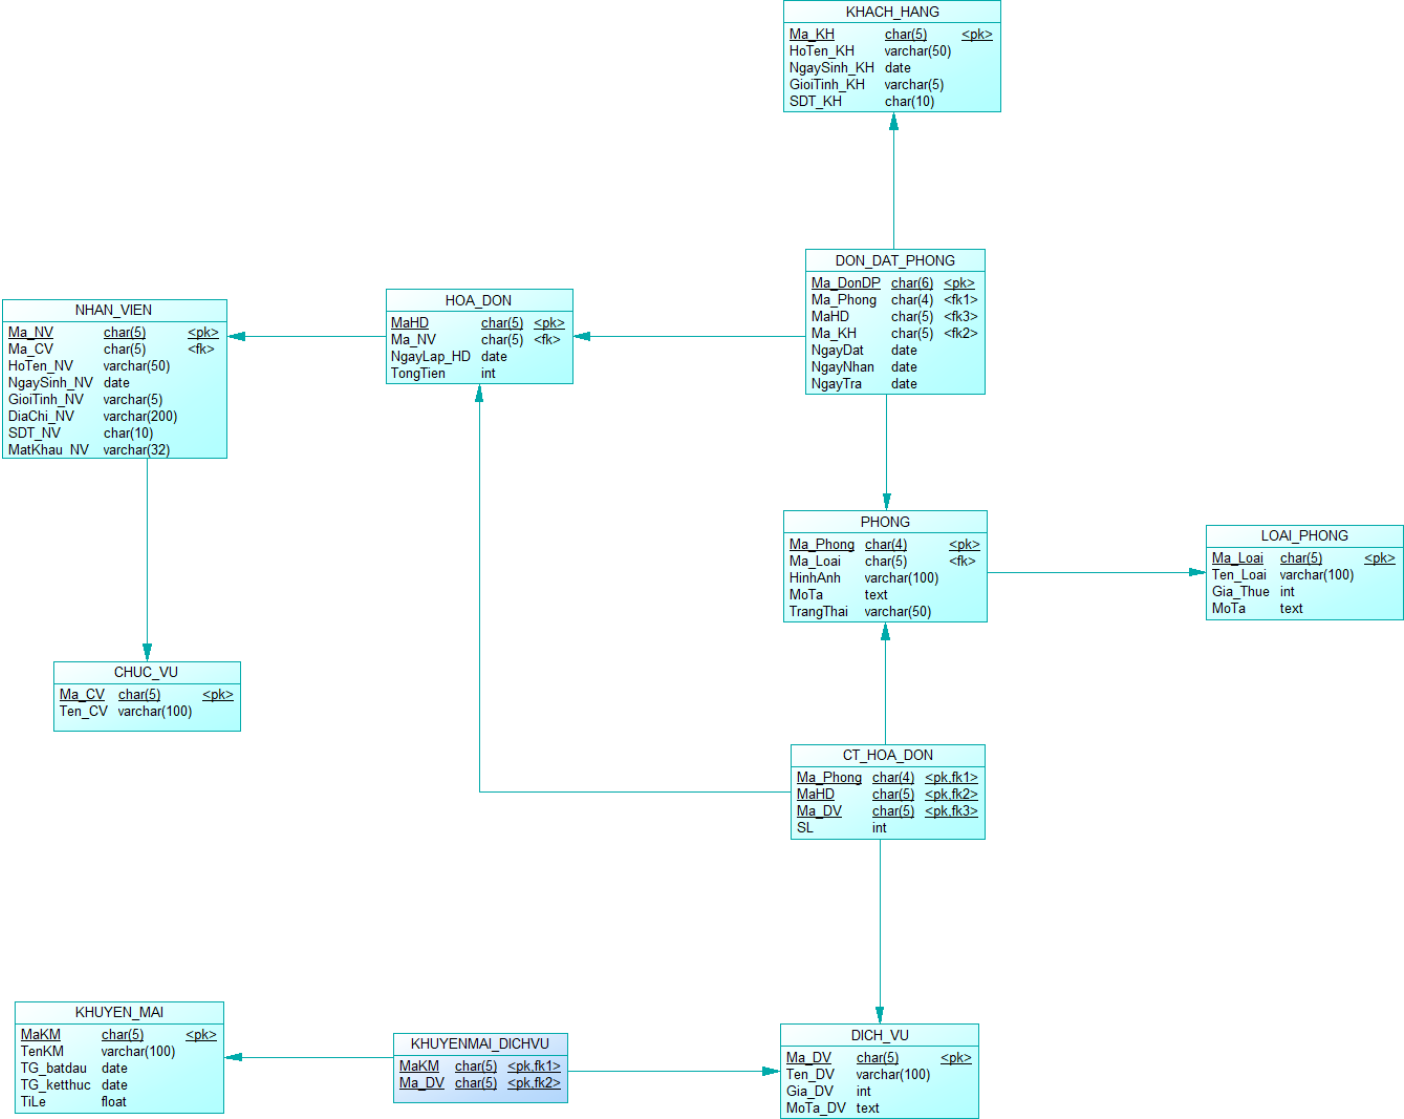 KHACH_HANG
Ma_KH char(5) <pk>
HoTen_KH varchar(50)
NgaySinh_KH date
GioiTinh_KH varchar(5)
SDT_KH char(10)
DON_DAT_PHONG
Ma_DonDP char(6) <pk>
Ma_Phong char(4) <fk1>
MaHD char(5) <fk3>
Ma_KH char(5) <fk2>
NgayDat date
NgayNhan date
NgayTra date
HOA_DON
MaHD char(5) <pk>
Ma_NV char(5) <fk>
NgayLap_HD date
TongTien int
NHAN_VIEN
Ma_NV char(5) <pk>
Ma_CV char(5) <fk>
HoTen_NV varchar(50)
NgaySinh_NV date
GioiTinh_NV varchar(5)
DiaChi_NV varchar(200)
SDT_NV char(10)
MatKhau_NV varchar(32)
PHONG
Ma_Phong char(4) <pk>
Ma_Loai char(5) <fk>
HinhAnh varchar(100)
MoTa text
TrangThai varchar(50)
LOAI_PHONG
Ma_Loai char(5) <pk>
Ten_Loai varchar(100)
Gia_Thue int
MoTa text
CHUC_VU
Ma_CV char(5) <pk>
Ten_CV varchar(100)
CT_HOA_DON
Ma_Phong char(4) <pk,fk1>
MaHD char(5) <pk,fk2>
Ma_DV char(5) <pk,fk3>
SL int
KHUYEN_MAI
MaKM char(5) <pk>
TenKM varchar(100)
TG_batdau date
TG_ketthuc date
TiLe float
KHUYENMAI_DICHVU
MaKM char(5) <pk,fk1>
Ma_DV char(5) <pk,fk2>
DICH_VU
Ma_DV char(5) <pk>
Ten_DV varchar(100)
Gia_DV int
MoTa_DV text